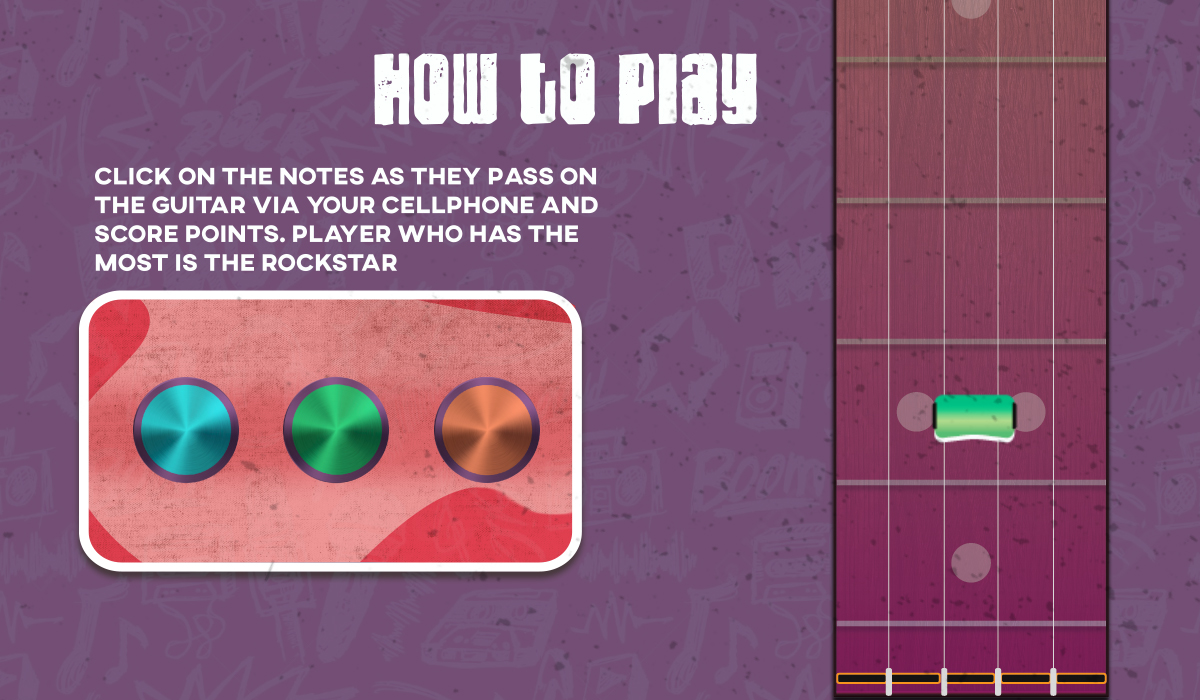 How to Play
CLICK ON THE NOTES AS THEY PASS ON
THE GUITAR VIA YOUR CELLPHONE AND
SCORE POINTS. PLAYER WHO HAS THE
MOST IS THE ROCKSTAR
BOOM